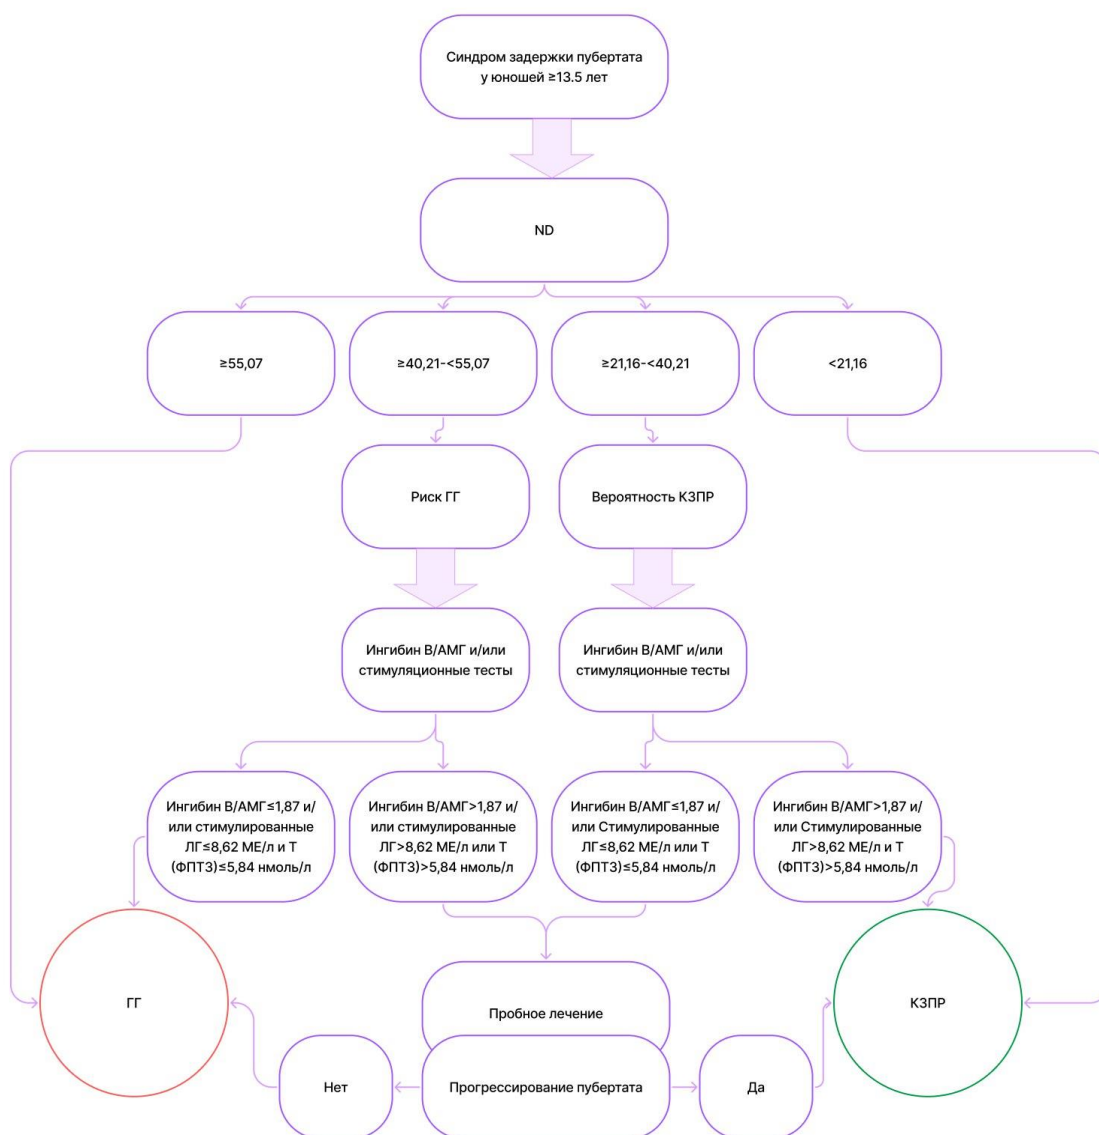 Синдром задержки пубертата
у юношей ≥13.5 лет
ND
≥55,07
≥40,21-<55,07
≥21,16-<40,21
<21,16
Риск ГГ
Вероятность КЗПР
Ингибин В/АМГ и/или
стимуляционные тесты
Ингибин В/АМГ и/или
стимуляционные тесты
Ингибин В/АМГ≤1,87 и/
или стимулированные
ЛГ≤8,62 МЕ/л и Т
(ФПТ3)≤5,84 нмоль/л
Ингибин В/АМГ>1,87 и/
или стимулированные
ЛГ>8,62 МЕ/л или Т
(ФПТ3)>5,84 нмоль/л
Ингибин В/АМГ≤1,87 и/
или Стимулированные
ЛГ≤8,62 МЕ/л или Т
(ФПТ3)≤5,84 нмоль/л
Ингибин В/АМГ>1,87 и/
или Стимулированные
ЛГ>8,62 МЕ/л и Т
(ФПТ3)>5,84 нмоль/л
ГГ
Пробное лечение
КЗПР
Нет
Прогрессирование пубертата
Да